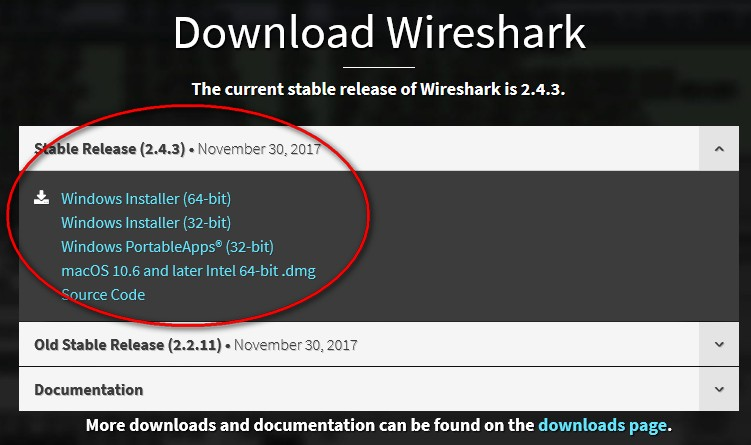 Download Wireshark
The current stable release of Wireshark is 2.4.3.
Stable Release (2.4.3) • November 30, 2017
Windows Installer (64-bit)
Windows Installer (32-bit)
Windows PortableApps® (32-bit)
macOS 10.6 and later Intel 64-bit .dmg
Source Code
Old Stable Release (2.2.11) • November 30, 2017
Documentation
More downloads and documentation can be found on the downloads page.